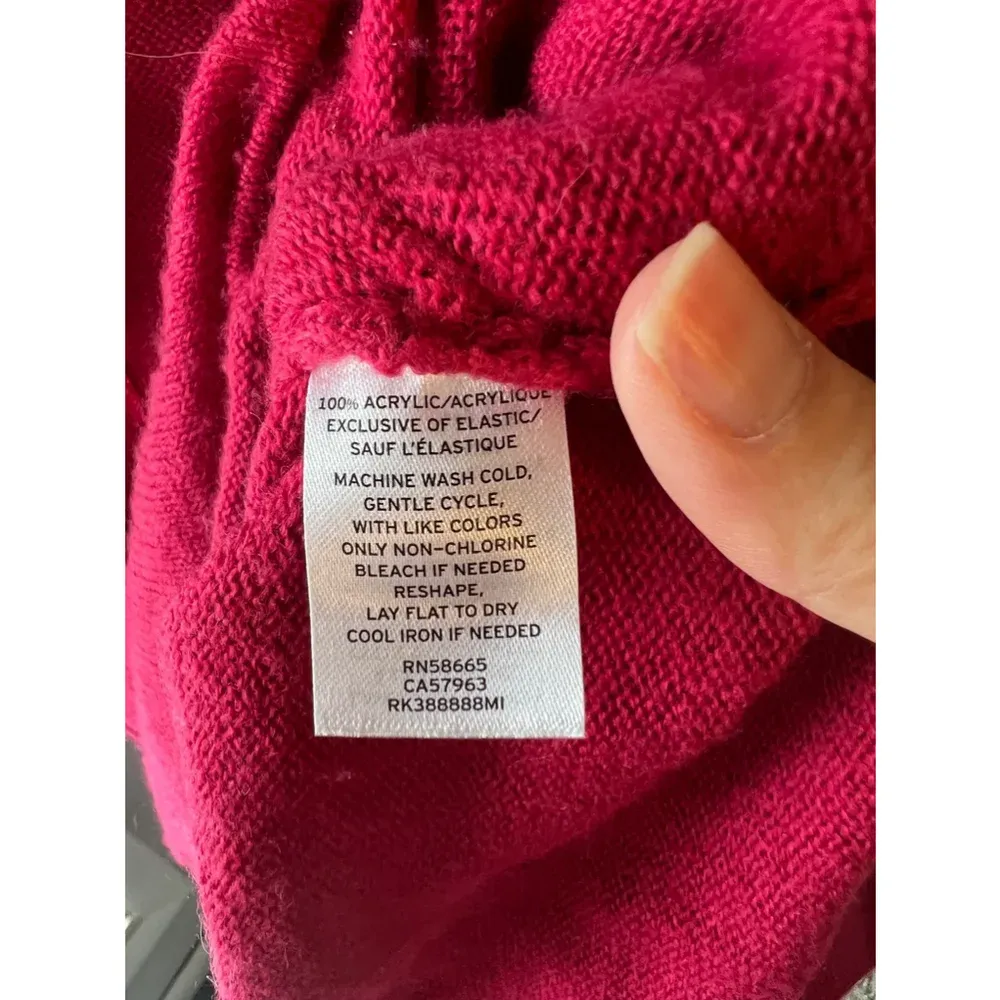 100% ACRYLIC/ACRYLIQUE
EXCLUSIVE OF ELASTIC/
SAUF L'ÉLASTIQUE
MACHINE WASH COLD,
GENTLE CYCLE,
WITH LIKE COLORS
ONLY NON-CHLORINE
BLEACH IF NEEDED
RESHAPE,
LAY FLAT TO DRY
COOL IRON IF NEEDED
RN58665
CA57963
RK388888MI